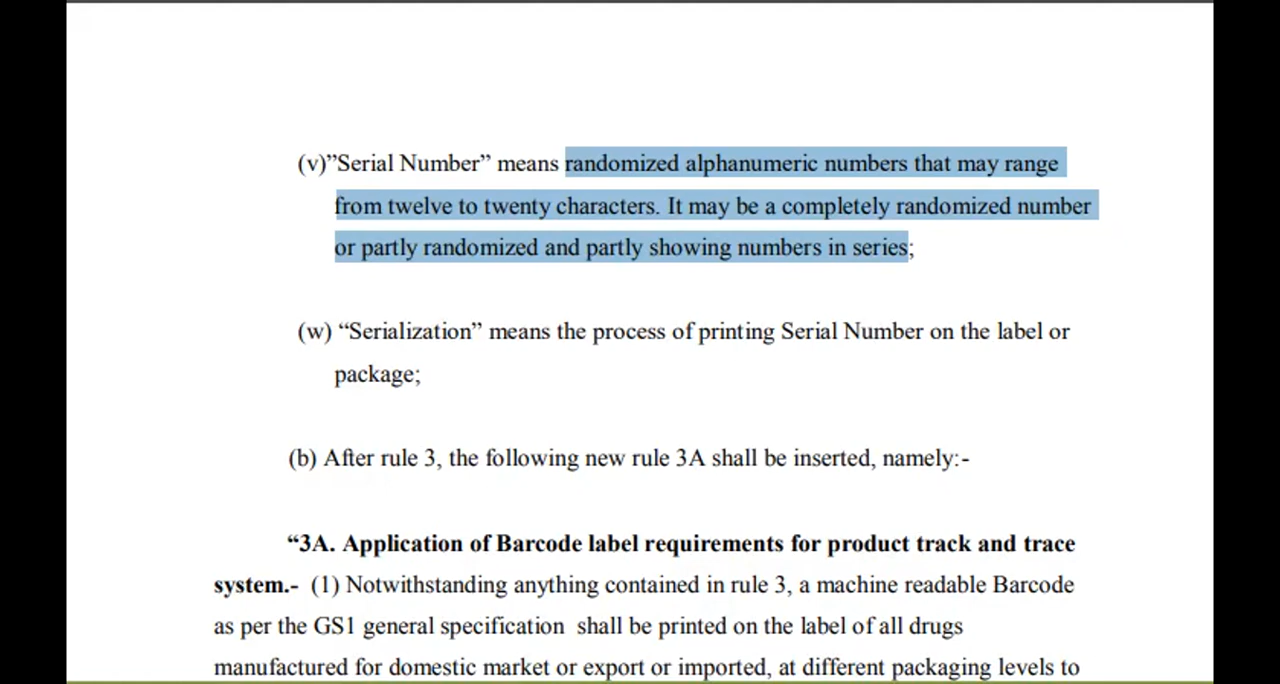 (v)”Serial Number” means randomized alphanumeric numbers that may range
from twelve to twenty characters. It may be a completely randomized number
or partly randomized and partly showing numbers in series;
(w) “Serialization” means the process of printing Serial Number on the label or
package;
(b) After rule 3, the following new rule 3A shall be inserted, namely:-
“3A. Application of Barcode label requirements for product track and trace
system.- (1) Notwithstanding anything contained in rule 3, a machine readable Barcode
as per the GS1 general specification shall be printed on the label of all drugs
manufactured for domestic market or export or imported, at different packaging levels to